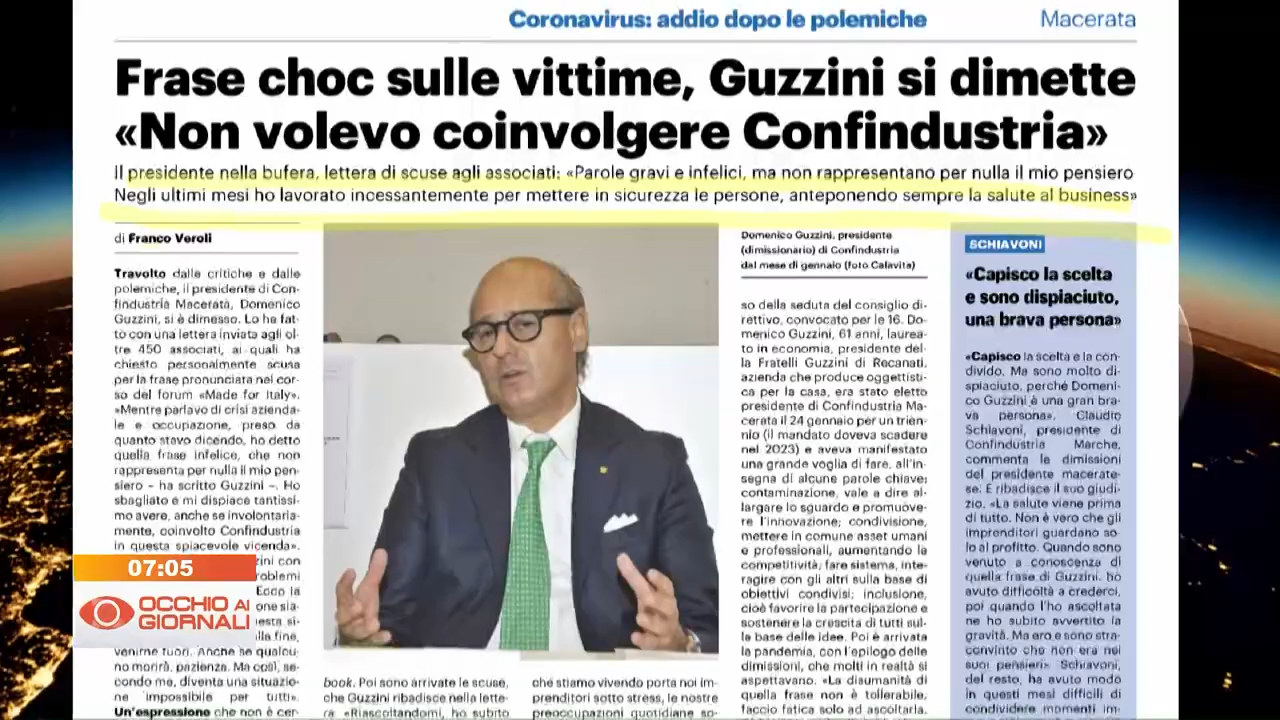 Coronavirus: addio dopo le polemiche
Macerata
Frase choc sulle vittime, Guzzini si dimette
«Non volevo coinvolgere Confindustria»
Il presidente nella bufera, lettera di scuse agli associati: «Parole gravi e infelici, ma non rappresentano per nulla il mio pensiero
Negli ultimi mesi ho lavorato incessantemente per mettere in sicurezza le persone, anteponendo sempre la salute al business»
di Franco Veroli
Travolto dalle critiche e dalle
polemiche, il presidente di Con-
findustria Macerata, Domenico
Guzzini, si è dimesso. Lo ha fat-
to con una lettera inviata agli ol-
tre 450 associati, ai quali ha
chiesto personalmente scusa
per la frase pronunciata nel cor-
so del forum «Made for Italy».
«Mentre parlavo di crisi azienda-
le e occupazione, preso da
quanto stavo dicendo, ho detto
quella frase infelice, che non
rappresenta per nulla il mio pen-
siero – ha scritto Guzzini –. Ho
sbagliato e mi dispiace tantissi-
mo avere, anche se involontaria-
mente, coinvolto Confindustria
in questa spiacevole vicenda».
zini con
roblemi
Ecco la
one sia-
esta si-
lla fine,
venirne fuori. Anche se qualcu-
no morirà, pazienza. Ma così, se-
condo me, diventa una situazio-
ne impossibile per tutti».
Un'espressione che non è cer-
07:05
OCCHIO AI
GIORNALI
book. Poi sono arrivate le scuse,
che Guzzini ribadisce nella lette-
ra «Riascoltandomi, ho subito
ché stiamo vivendo porta noi im-
prenditori sotto stress, le nostre
preoccupazioni quotidiane so-
Domenico Guzzini, presidente
(dimissionario) di Confindustria
dal mese di gennaio (foto Calavita)
so della seduta del consiglio di-
rettivo, convocato per le 16. Do-
menico Guzzini, 61 anni, laurea-
to in economia, presidente del-
la Fratelli Guzzini di Recanati,
azienda che produce oggettisti-
ca per la casa, era stato eletto
presidente di Confindustria Ma-
cerata il 24 gennaio per un trien-
nio (il mandato doveva scadere
nel 2023) e aveva manifestato
una grande voglia di fare, all'in-
segna di alcune parole chiave:
contaminazione, vale a dire al-
largare lo sguardo e promuove-
re l'innovazione; condivisione,
mettere in comune asset umani
e professionali, aumentando la
competitività; fare sistema, inte-
ragire con gli altri sulla base di
obiettivi condivisi; inclusione,
cioè favorire la partecipazione e
sostenere la crescita di tutti sul-
la base delle idee. Poi è arrivata
la pandemia, con l'epilogo delle
dimissioni, che molti in realtà si
aspettavano. «La disumanità di
quella frase non è tollerabile,
faccio fatica solo ad ascoltarla.
SCHIAVONI
«Capisco la scelta
e sono dispiaciuto,
una brava persona»
«Capisco la scelta e la con-
divido. Ma sono molto di-
spiaciuto, perché Domeni-
co Guzzini è una gran bra-
va persona». Claudio
Schiavoni, presidente di
Confindustria Marche,
commenta le dimissioni
del presidente macerate-
se. E ribadisce il suo giudi-
zio. «La salute viene prima
di tutto. Non è vero che gli
imprenditori guardano so-
lo al profitto. Quando sono
venuto a conoscenza di
quella frase di Guzzini, ho
avuto difficoltà a crederci,
poi quando l'ho ascoltata
ne ho subito avvertito la
gravità. Ma ero e sono stra-
convinto che non era nei
suoi pensieri». Schiavoni,
del resto, ha avuto modo
in questi mesi difficili di
condividere momenti im-